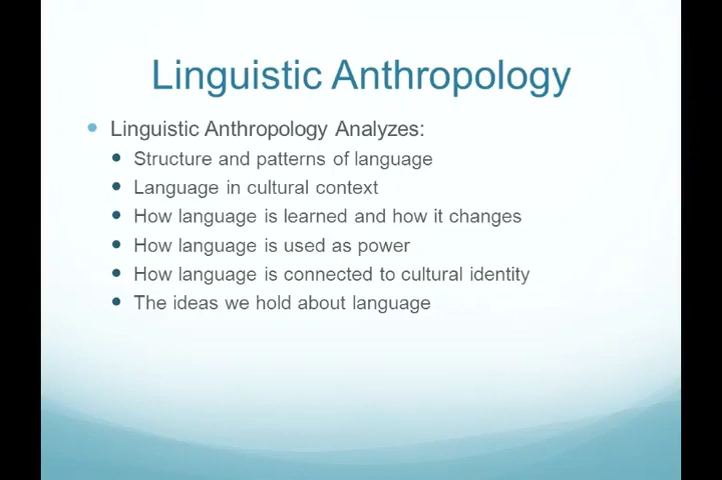 Linguistic Anthropology
Linguistic Anthropology Analyzes:
Structure and patterns of language
Language in cultural context
How language is learned and how it changes
How language is used as power
How language is connected to cultural identity
The ideas we hold about language